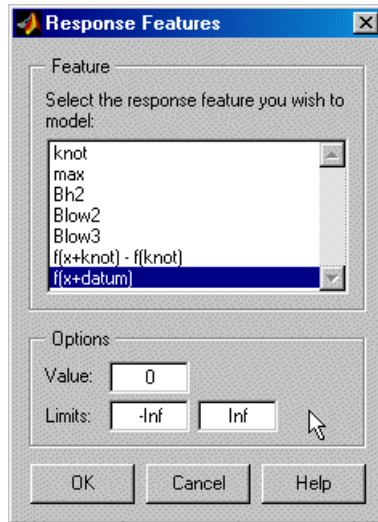 Response Features
Feature
Select the response feature you wish to
model:
knot
max
Bh2
Blow2
Blow3
f(x+knot) - f(knot)
f(x+datum)
Options
Value: 0
Limits: -Inf Inf
OK Cancel Help